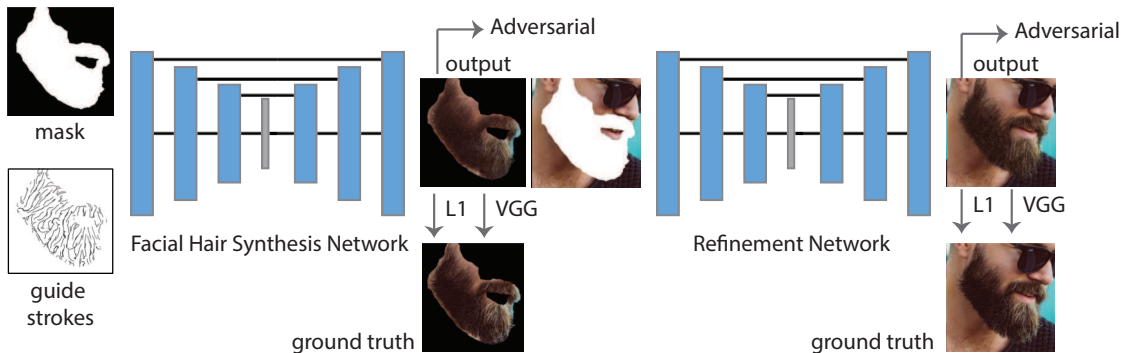 mask
guide
strokes
Facial Hair Synthesis Network
Adversarial
output
L1
VGG
ground truth
Refinement Network
Adversarial
output
L1
VGG
ground truth